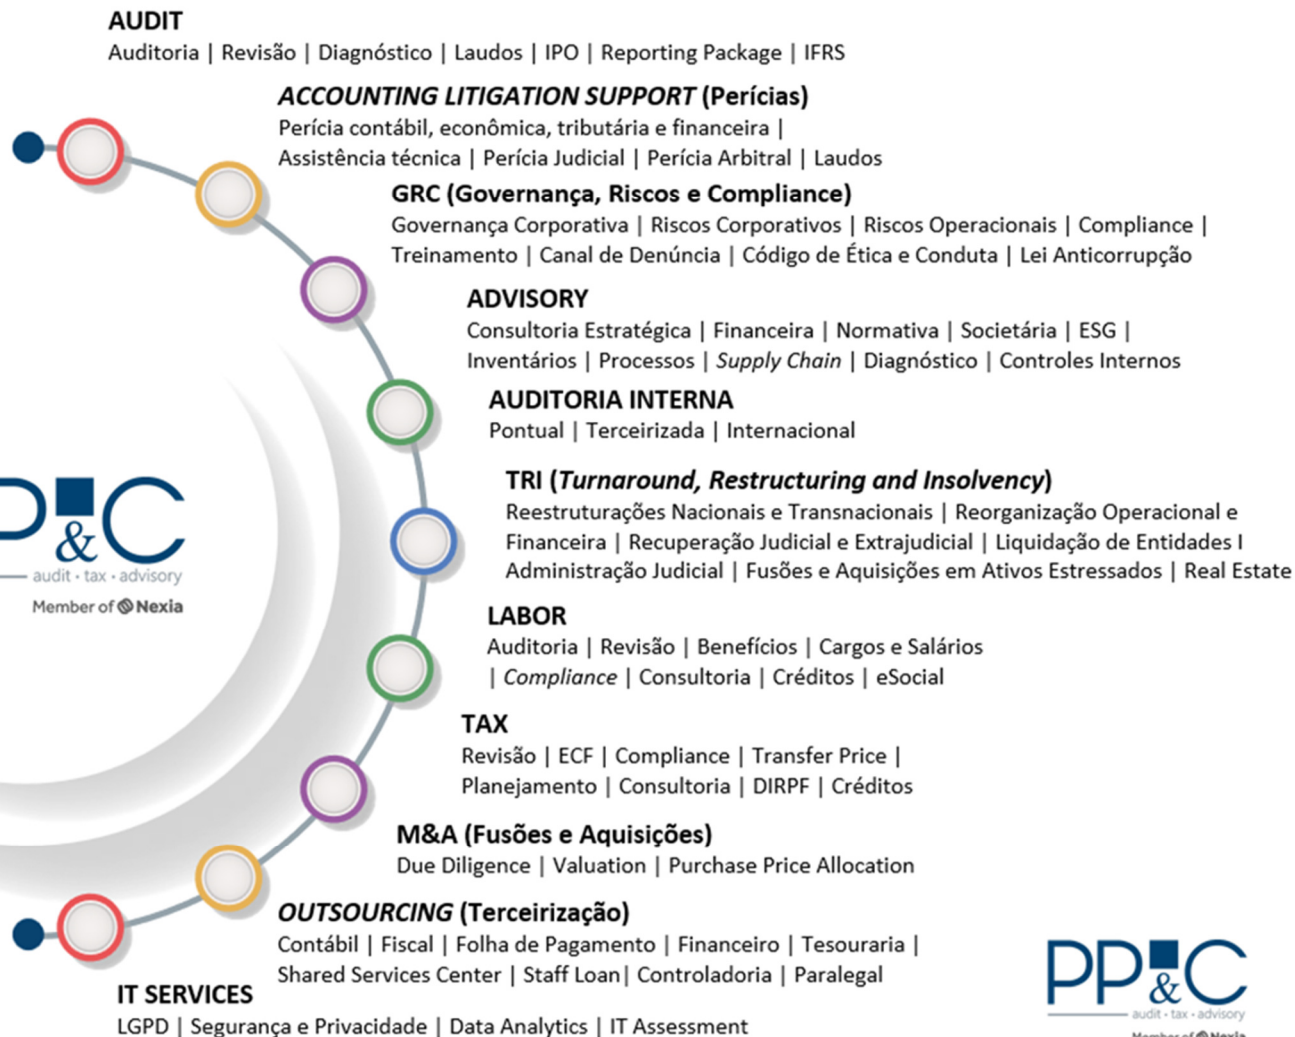 AUDIT
Auditoria | Revisão | Diagnóstico | Laudos | IPO | Reporting Package | IFRS
ACCOUNTING LITIGATION SUPPORT (Perícias)
Perícia contábil, econômica, tributária e financeira |
Assistência técnica | Perícia Judicial | Perícia Arbitral | Laudos
GRC (Governança, Riscos e Compliance)
Governança Corporativa | Riscos Corporativos | Riscos Operacionais | Compliance |
Treinamento | Canal de Denúncia | Código de Ética e Conduta | Lei Anticorrupção
ADVISORY
Consultoria Estratégica | Financeira | Normativa | Societária | ESG |
Inventários | Processos | Supply Chain | Diagnóstico | Controles Internos
AUDITORIA INTERNA
Pontual | Terceirizada | Internacional
TRI (Turnaround, Restructuring and Insolvency)
Reestruturações Nacionais e Transnacionais | Reorganização Operacional e
Financeira | Recuperação Judicial e Extrajudicial | Liquidação de Entidades I
Administração Judicial | Fusões e Aquisições em Ativos Estressados | Real Estate
LABOR
Auditoria | Revisão | Benefícios | Cargos e Salários
| Compliance | Consultoria | Créditos | eSocial
TAX
Revisão | ECF | Compliance | Transfer Price |
Planejamento | Consultoria | DIRPF | Créditos
M&A (Fusões e Aquisições)
Due Diligence | Valuation | Purchase Price Allocation
OUTSOURCING (Terceirização)
Contábil | Fiscal | Folha de Pagamento | Financeiro | Tesouraria |
Shared Services Center | Staff Loan| Controladoria | Paralegal
IT SERVICES
LGPD | Segurança e Privacidade | Data Analytics | IT Assessment
P&C
audit · tax · advisory
Member of Nexia
PP&C
audit · tax · advisory
Member of Nexia